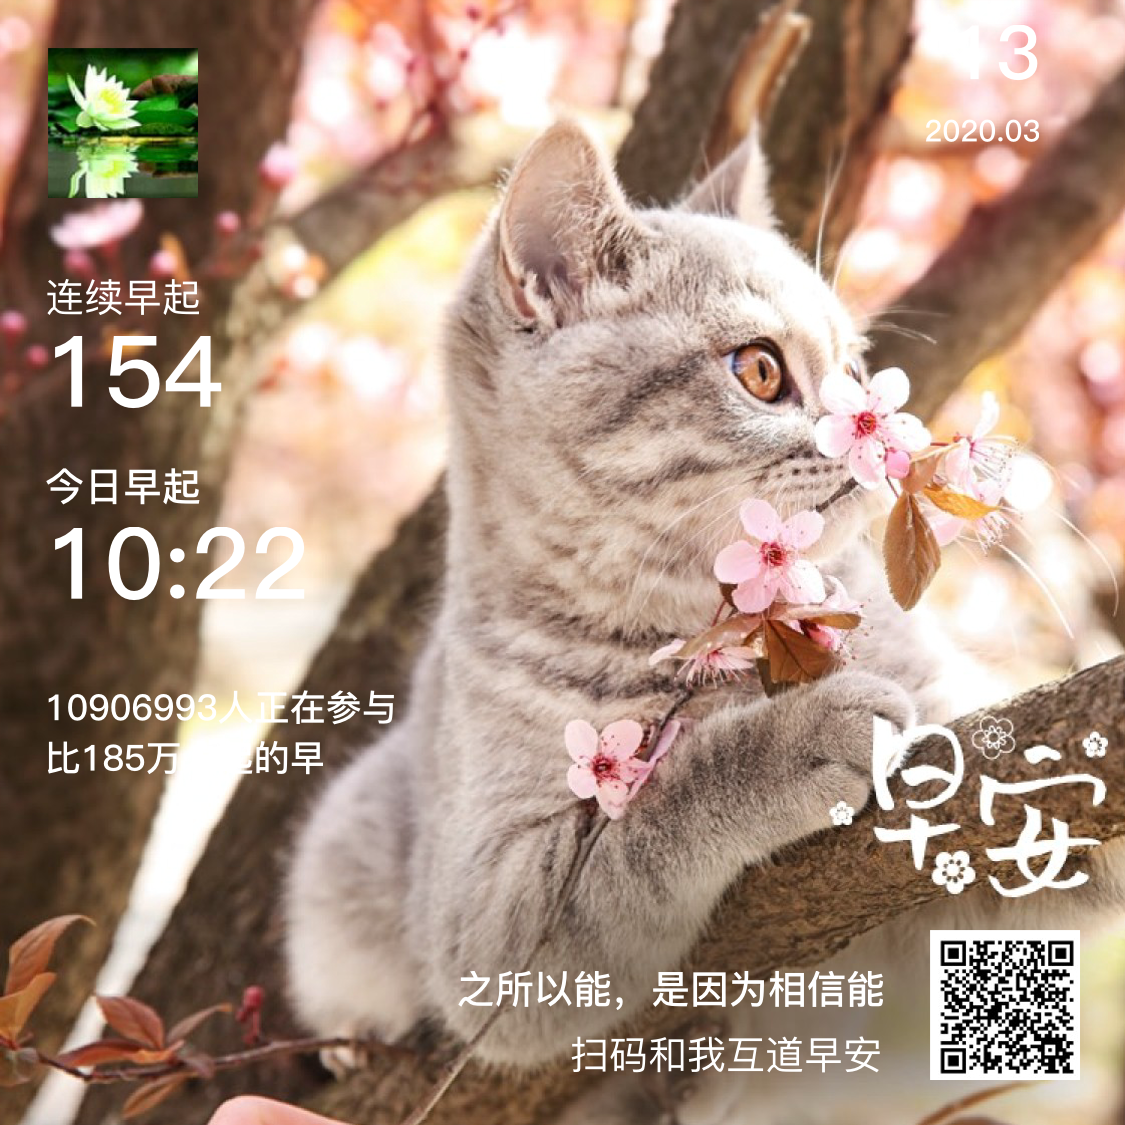 13
2020.03
连续早起
154
今日早起
10:22
10906993人正在参与
比185万 起的早
早安
之所以能，是因为相信能
扫码和我互道早安